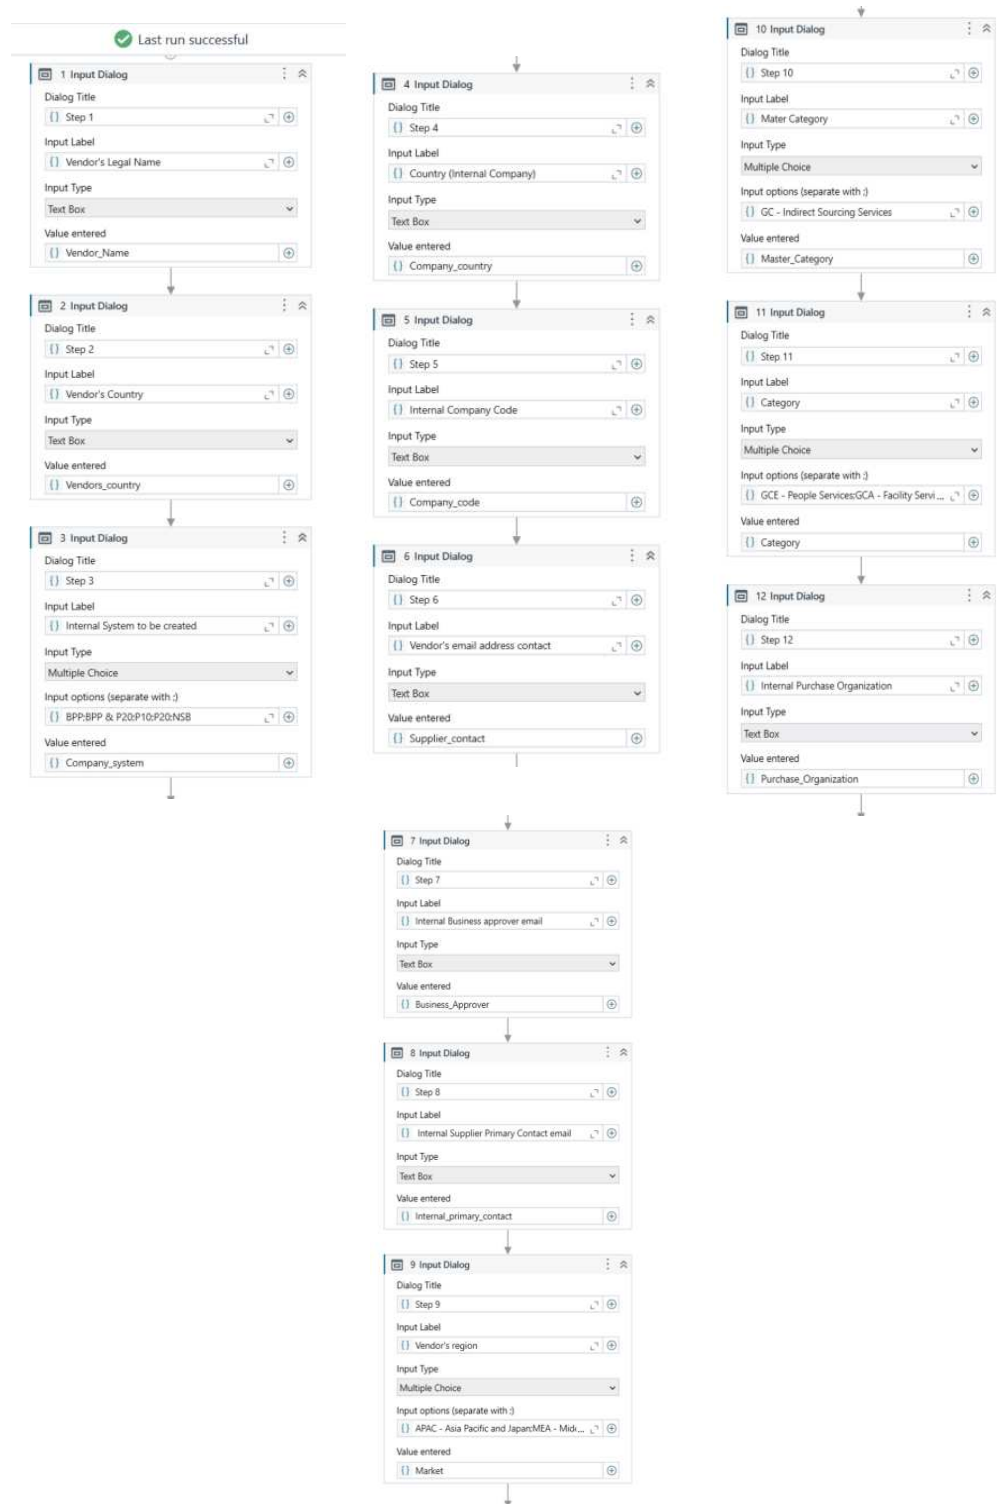 Last run successful
1 Input Dialog
Dialog Title
{} Step 1
Input Label
{} Vendor's Legal Name
Input Type
Text Box
Value entered
{} Vendor_Name
2 Input Dialog
Dialog Title
{} Step 2
Input Label
{} Vendor's Country
Input Type
Text Box
Value entered
{} Vendors_country
3 Input Dialog
Dialog Title
{} Step 3
Input Label
{} Internal System to be created
Input Type
Multiple Choice
Input options (separate with ;)
{} BPP;BPP & P20;P10;P20;NSB
Value entered
{} Company_system
4 Input Dialog
Dialog Title
{} Step 4
Input Label
{} Country (Internal Company)
Input Type
Text Box
Value entered
{} Company_country
5 Input Dialog
Dialog Title
{} Step 5
Input Label
{} Internal Company Code
Input Type
Text Box
Value entered
{} Company_code
6 Input Dialog
Dialog Title
{} Step 6
Input Label
{} Vendor's email address contact
Input Type
Text Box
Value entered
{} Supplier_contact
7 Input Dialog
Dialog Title
{} Step 7
Input Label
{} Internal Business approver email
Input Type
Text Box
Value entered
{} Business_Approver
8 Input Dialog
Dialog Title
{} Step 8
Input Label
{} Internal Supplier Primary Contact email
Input Type
Text Box
Value entered
{} Internal_primary_contact
9 Input Dialog
Dialog Title
{} Step 9
Input Label
{} Vendor's region
Input Type
Multiple Choice
Input options (separate with ;)
{} APAC - Asia Pacific and Japan;MEA - Midd...
Value entered
{} Market
10 Input Dialog
Dialog Title
{} Step 10
Input Label
{} Mater Category
Input Type
Multiple Choice
Input options (separate with ;)
{} GC - Indirect Sourcing Services
Value entered
{} Master_Category
11 Input Dialog
Dialog Title
{} Step 11
Input Label
{} Category
Input Type
Multiple Choice
Input options (separate with ;)
{} GCE - People Services;GCA - Facility Servi...
Value entered
{} Category
12 Input Dialog
Dialog Title
{} Step 12
Input Label
{} Internal Purchase Organization
Input Type
Text Box
Value entered
{} Purchase_Organization